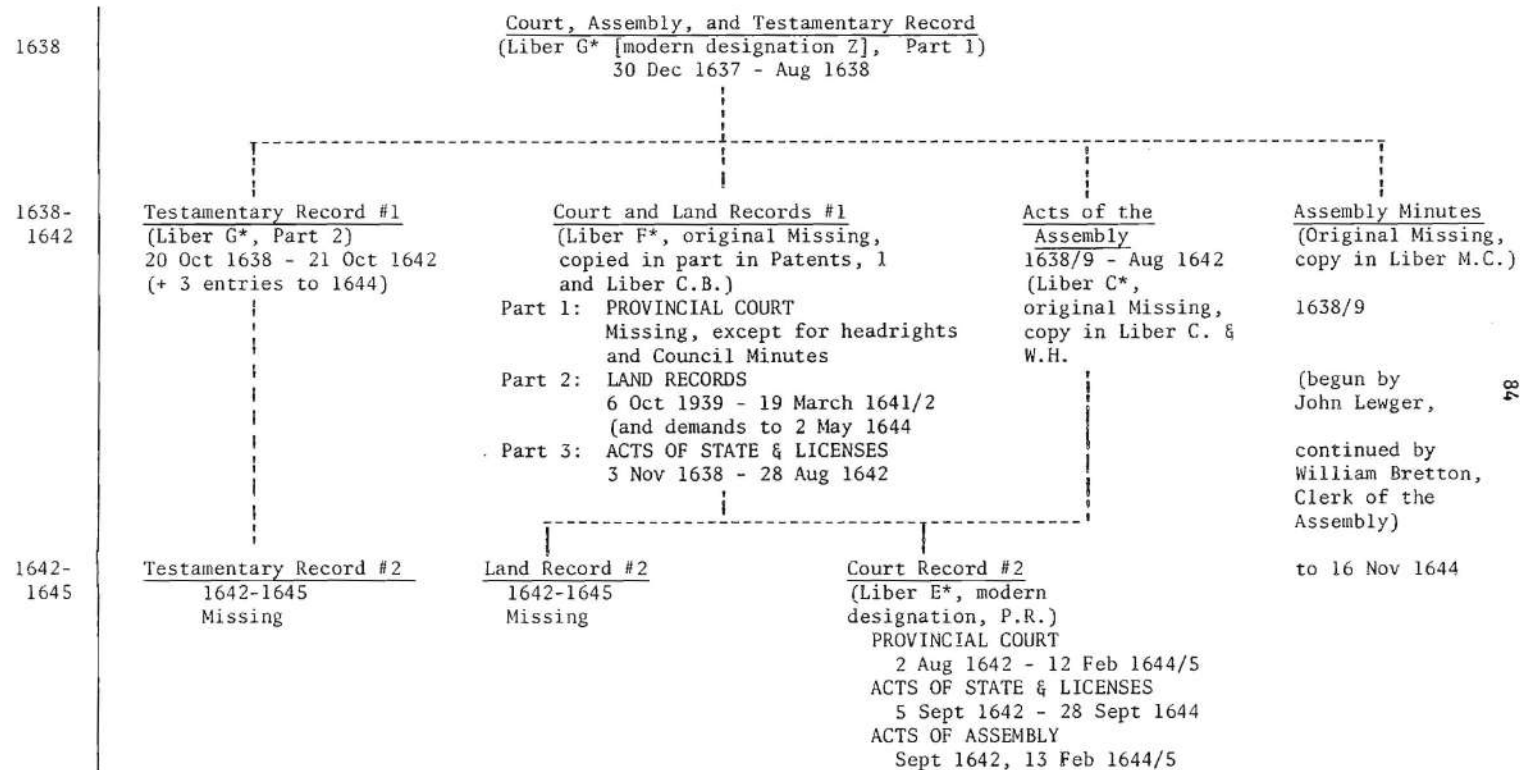 1638
Court, Assembly, and Testamentary Record
(Liber G* [modern designation Z], Part 1)
30 Dec 1637 - Aug 1638
1638-
1642
Testamentary Record #1
(Liber G*, Part 2)
20 Oct 1638 - 21 Oct 1642
(+ 3 entries to 1644)
Court and Land Records #1
(Liber F*, original Missing,
copied in part in Patents, 1
and Liber C.B.)
Part 1: PROVINCIAL COURT
Missing, except for headrights
and Council Minutes
Part 2: LAND RECORDS
6 Oct 1939 - 19 March 1641/2
(and demands to 2 May 1644
Part 3: ACTS OF STATE & LICENSES
3 Nov 1638 - 28 Aug 1642
Acts of the
Assembly
1638/9 - Aug 1642
(Liber C*,
original Missing,
copy in Liber C. &
W.H.
Assembly Minutes
(Original Missing,
copy in Liber M.C.)
1638/9
(begun by
John Lewger,
continued by
William Bretton,
Clerk of the
Assembly)
to 16 Nov 1644
84
1642-
1645
Testamentary Record #2
1642-1645
Missing
Land Record #2
1642-1645
Missing
Court Record #2
(Liber E*, modern
designation, P.R.)
PROVINCIAL COURT
2 Aug 1642 - 12 Feb 1644/5
ACTS OF STATE & LICENSES
5 Sept 1642 - 28 Sept 1644
ACTS OF ASSEMBLY
Sept 1642, 13 Feb 1644/5